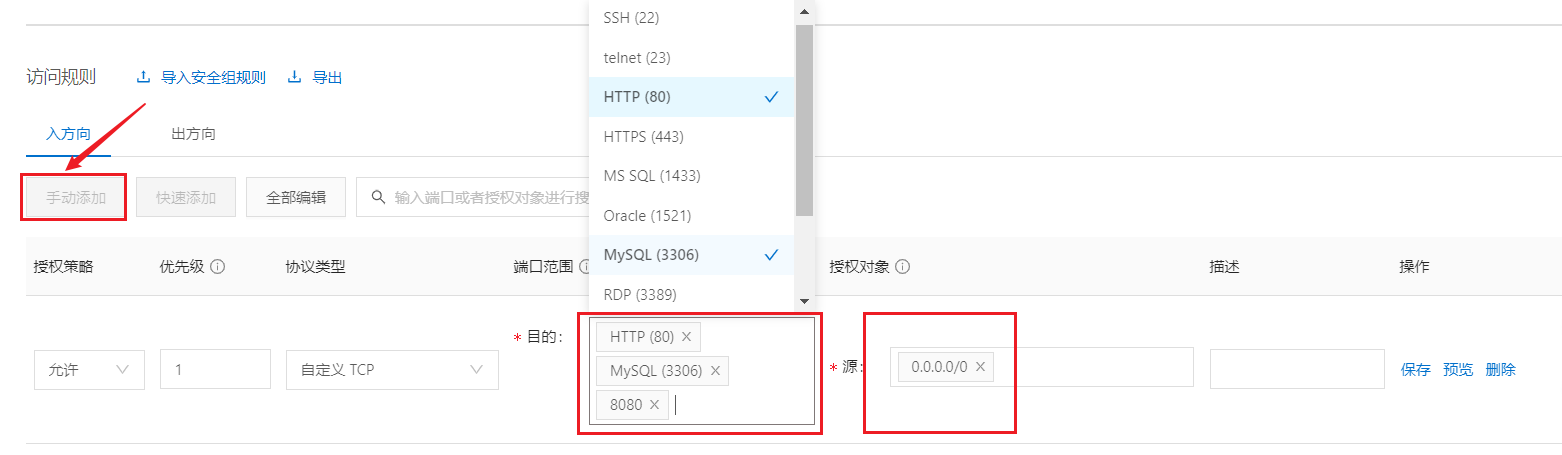 SSH (22)
telnet (23)
HTTP (80)
HTTPS (443)
MS SQL (1433)
Oracle (1521)
MySQL (3306)
RDP (3389)
访问规则 导入安全组规则 导出
入方向 出方向
手动添加 快速添加 全部编辑 输入端口或者授权对象进行搜
授权策略 优先级 协议类型 端口范围 授权对象 描述 操作
允许 1 自定义 TCP * 目的: HTTP (80) × * 源: 0.0.0.0/0 × 保存 预览 删除
MySQL (3306) ×
8080 ×